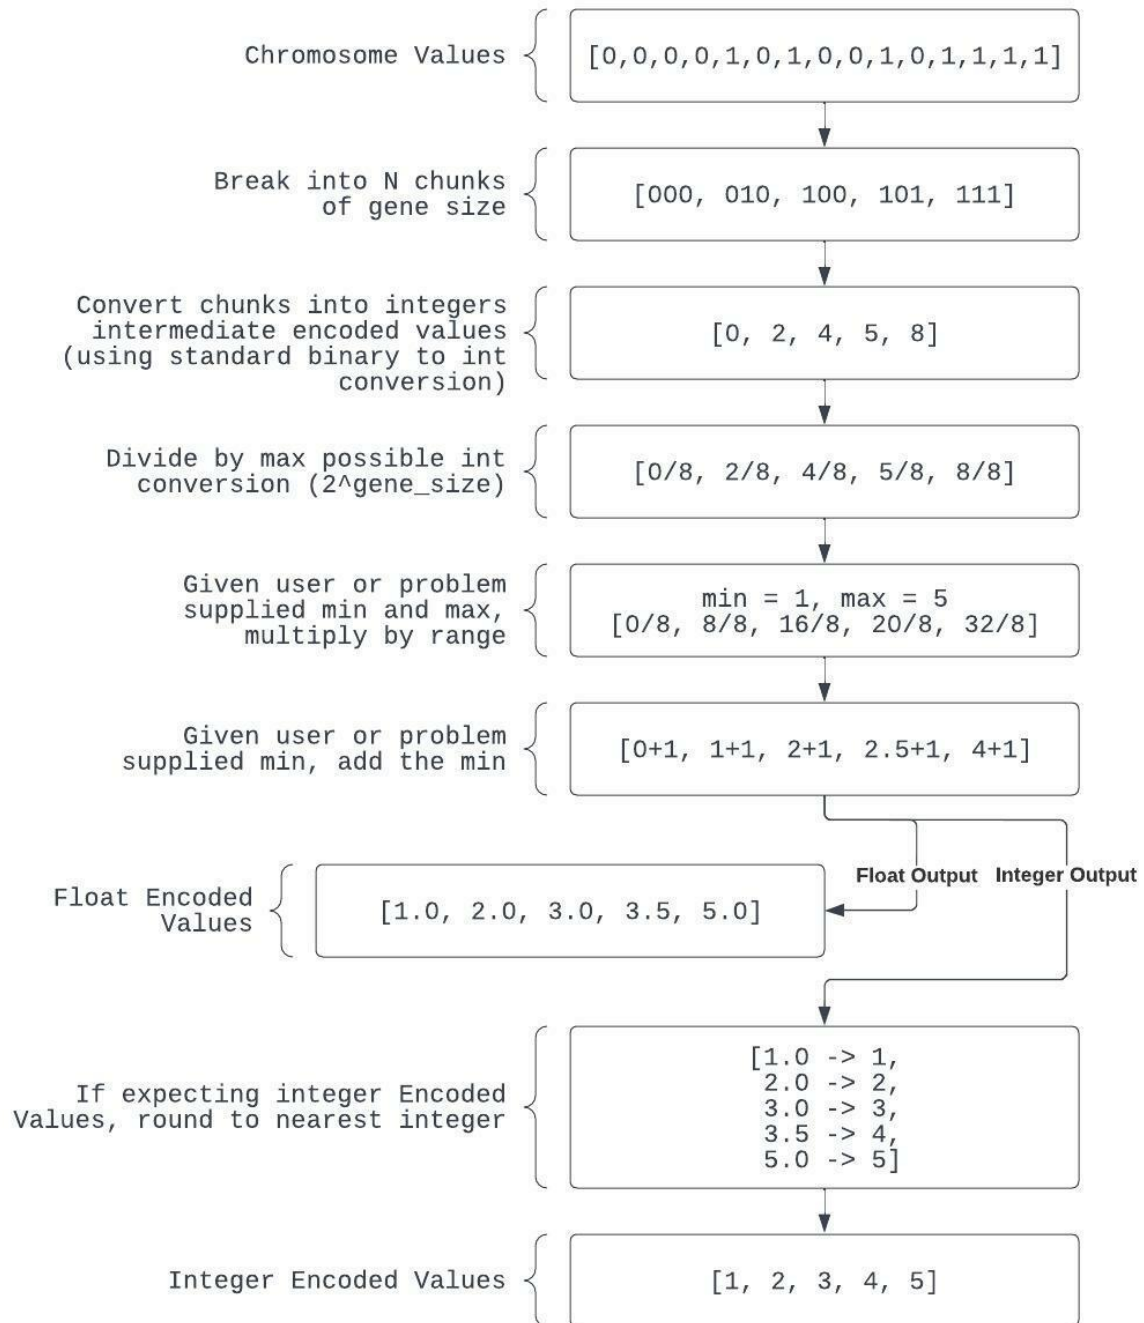 Chromosome Values
[0,0,0,0,1,0,1,0,0,1,0,1,1,1,1]
Break into N chunks
of gene size
[000, 010, 100, 101, 111]
Convert chunks into integers
intermediate encoded values
(using standard binary to int
conversion)
[0, 2, 4, 5, 8]
Divide by max possible int
conversion (2^gene_size)
[0/8, 2/8, 4/8, 5/8, 8/8]
Given user or problem
supplied min and max,
multiply by range
min = 1, max = 5
[0/8, 8/8, 16/8, 20/8, 32/8]
Given user or problem
supplied min, add the min
[0+1, 1+1, 2+1, 2.5+1, 4+1]
Float Output
Integer Output
Float Encoded
Values
[1.0, 2.0, 3.0, 3.5, 5.0]
If expecting integer Encoded
Values, round to nearest integer
[1.0 -> 1,
2.0 -> 2,
3.0 -> 3,
3.5 -> 4,
5.0 -> 5]
Integer Encoded Values
[1, 2, 3, 4, 5]